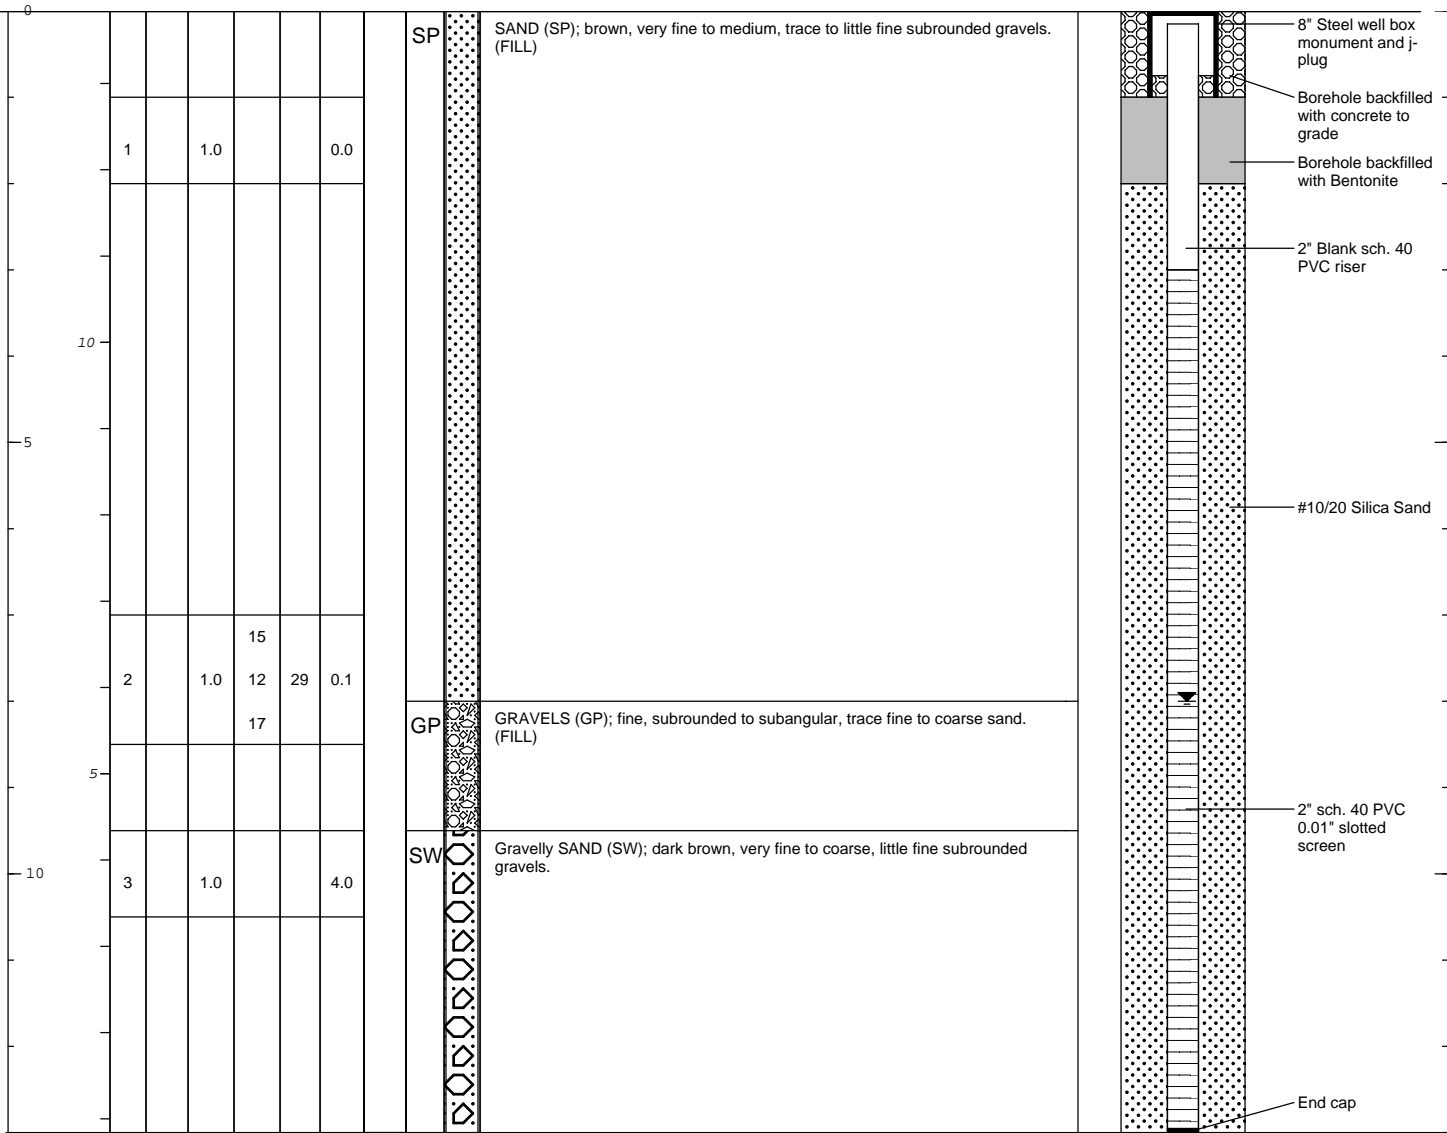 0
SP
SAND (SP); brown, very fine to medium, trace to little fine subrounded gravels.
(FILL)
8" Steel well box
monument and j-
plug
Borehole backfilled
with concrete to
grade
1 1.0 0.0
Borehole backfilled
with Bentonite
2" Blank sch. 40
PVC riser
10
5
#10/20 Silica Sand
15
2 1.0 12 29 0.1
17
GP
GRAVELS (GP); fine, subrounded to subangular, trace fine to coarse sand.
(FILL)
5
2" sch. 40 PVC
0.01" slotted
screen
SW
Gravelly SAND (SW); dark brown, very fine to coarse, little fine subrounded
gravels.
10
3 1.0 4.0
End cap